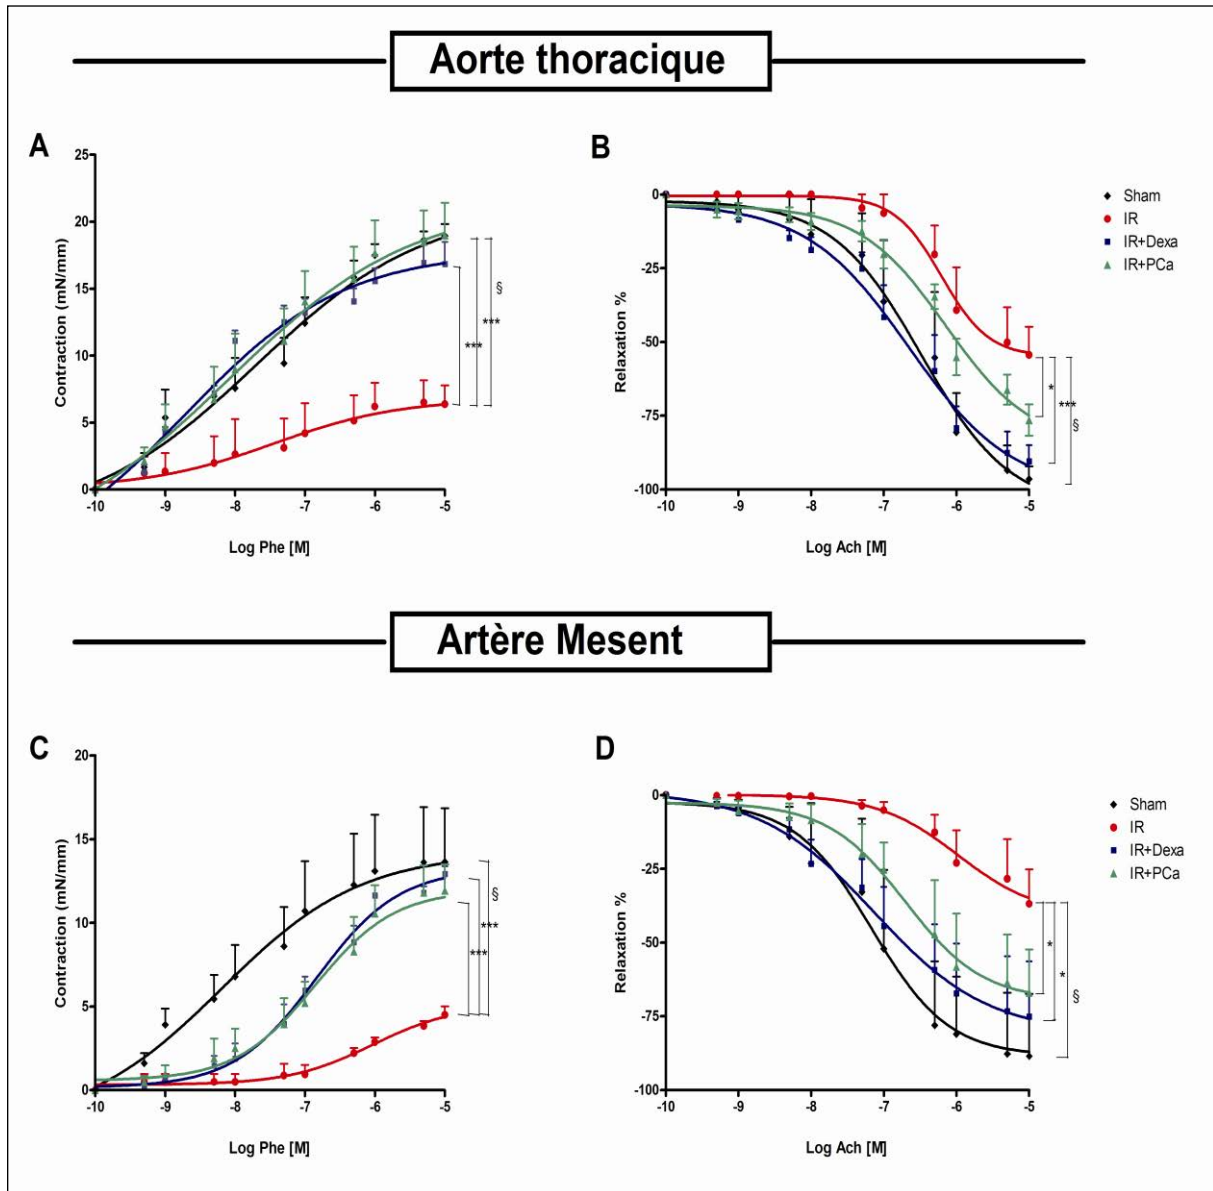 Aorte thoracique
A
Contraction (mN/mm)
25
20
15
10
5
0
-10 -9 -8 -7 -6 -5
Log Phe [M]
***
***
§
B
Relaxation %
0
-25
-50
-75
-100
-10 -9 -8 -7 -6 -5
Log Ach [M]
*
***
§
Sham
IR
IR+Dexa
IR+PCa
Artère Mesent
C
Contraction (mN/mm)
20
15
10
5
0
-10 -9 -8 -7 -6 -5
Log Phe [M]
***
***
§
D
Relaxation %
0
-25
-50
-75
-100
-10 -9 -8 -7 -6 -5
Log Ach [M]
*
*
§
Sham
IR
IR+Dexa
IR+PCa